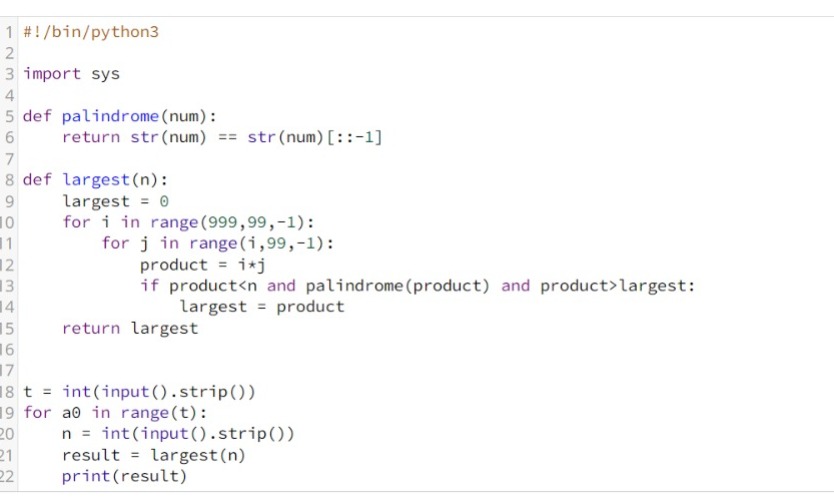 1 #!/bin/python3
2
3 import sys
4
5 def palindrome(num):
6     return str(num) == str(num)[::-1]
7
8 def largest(n):
9     largest = 0
10     for i in range(999,99,-1):
11         for j in range(i,99,-1):
12             product = i*j
13             if product<n and palindrome(product) and product>largest:
14                 largest = product
15     return largest
16
17
18 t = int(input().strip())
19 for a0 in range(t):
20     n = int(input().strip())
21     result = largest(n)
22     print(result)